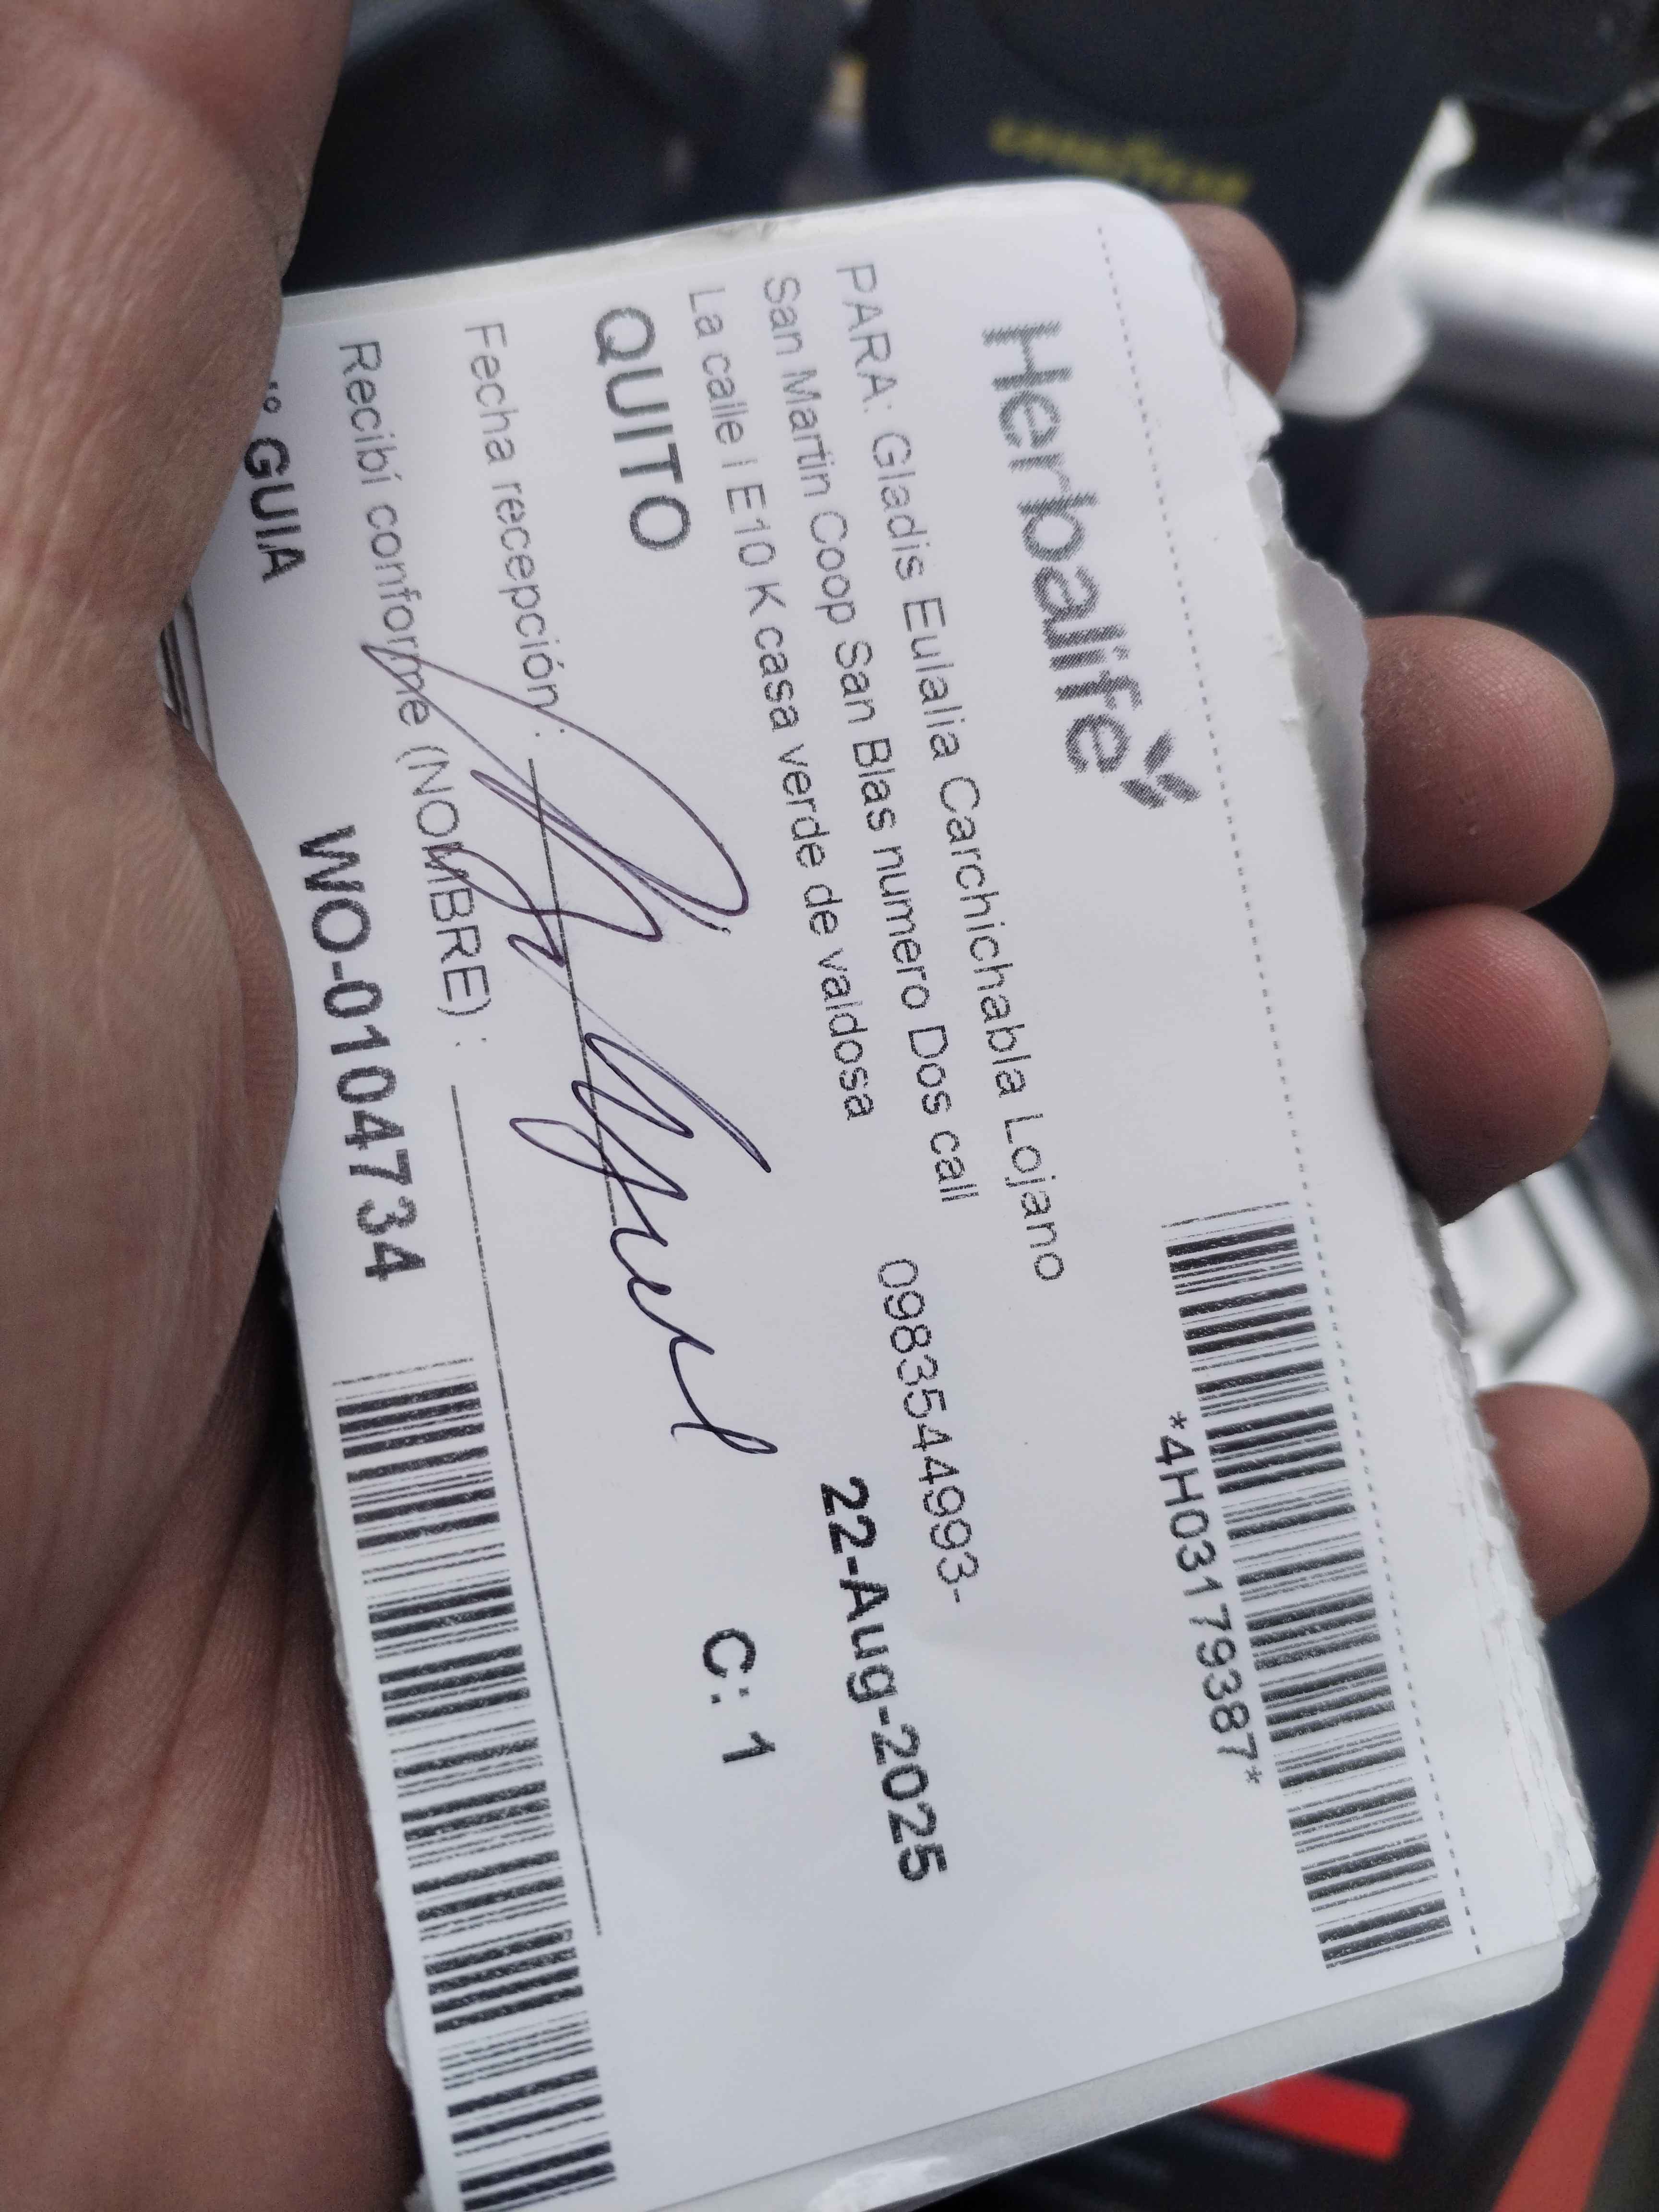 Herbalife
*4H03179387*
PARA: Gladis Eulalia Carchichabla Lojano
San Martin Coop San Blas numero Dos call
0983544993-
La calle I E10 K casa verde de valdosa
22-Aug-2025
QUITO
C: 1
Fecha recepción:
Recibí conforme (NOMBRE) :
GUIA
WO-0104734